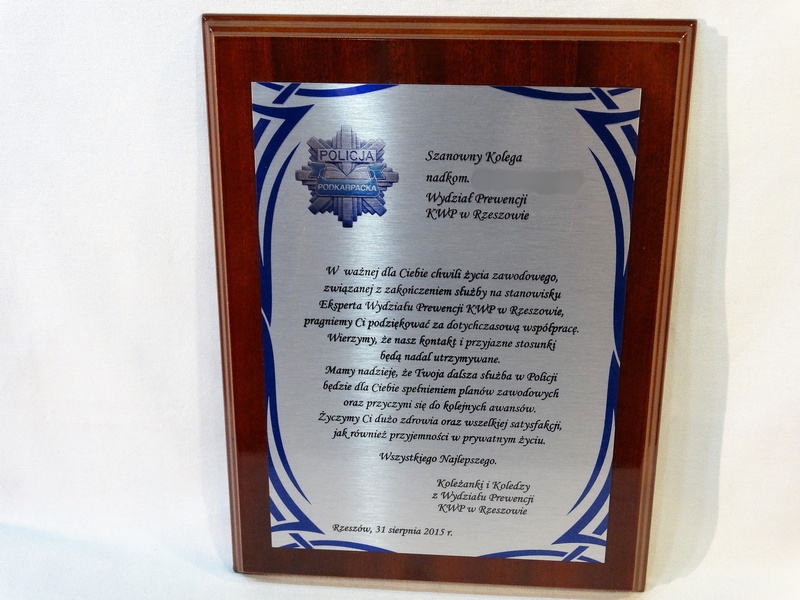 POLICJA
PODKARPACKA
Szanowny Kolega
nadkom.
Wydział Prewencji
KWP w Rzeszowie
W ważnej dla Ciebie chwili życia zawodowego,
związanej z zakończeniem służby na stanowisku
Eksperta Wydziału Prewencji KWP w Rzeszowie,
pragniemy Ci podziękować za dotychczasową współpracę.
Wierzymy, że nasz kontakt i przyjazne stosunki
będą nadal utrzymywane.
Mamy nadzieję, że Twoja dalsza służba w Policji
będzie dla Ciebie spełnieniem planów zawodowych
oraz przyczyni się do kolejnych awansów.
Życzymy Ci dużo zdrowia oraz wszelkiej satysfakcji,
jak również przyjemności w prywatnym życiu.
Wszystkiego Najlepszego.
Koleżanki i Koledzy
z Wydziału Prewencji
KWP w Rzeszowie
Rzeszów, 31 sierpnia 2015 r.